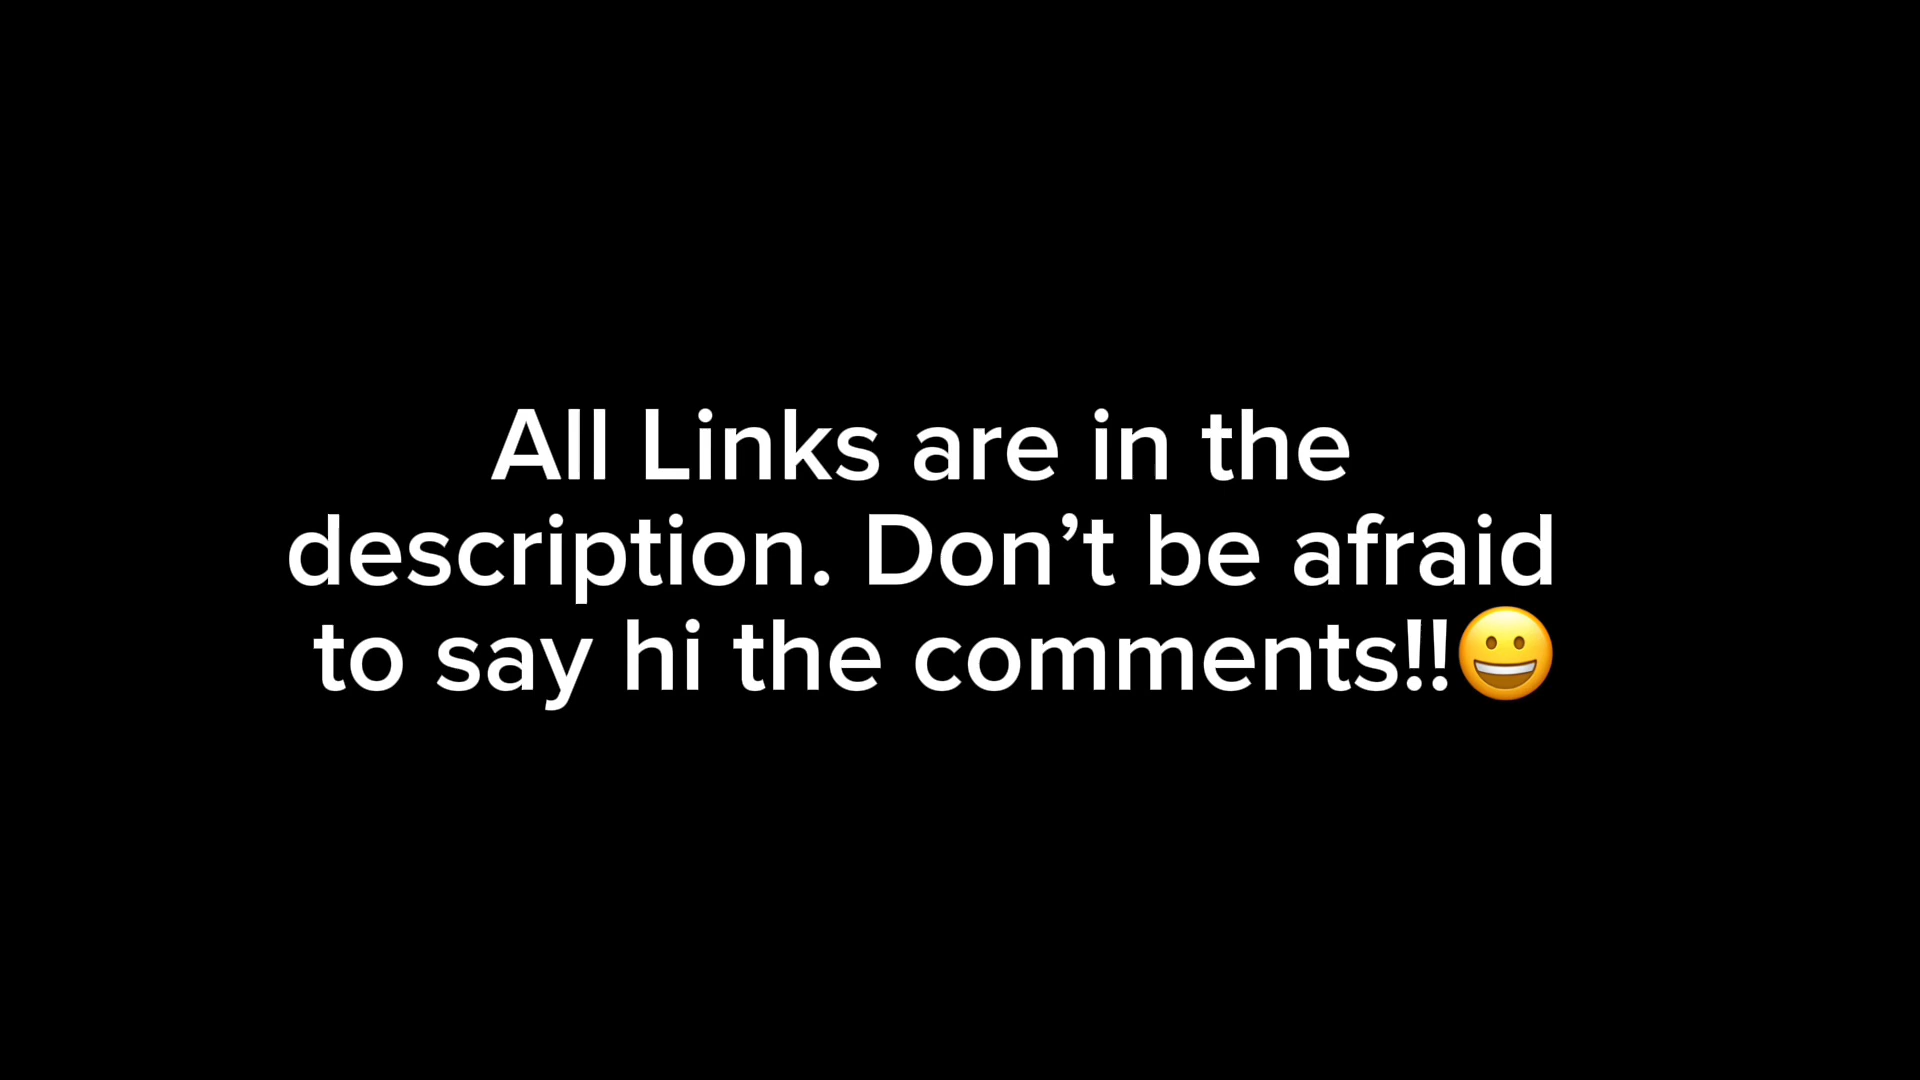 All Links are in the
description. Don’t be afraid
to say hi the comments!!😀